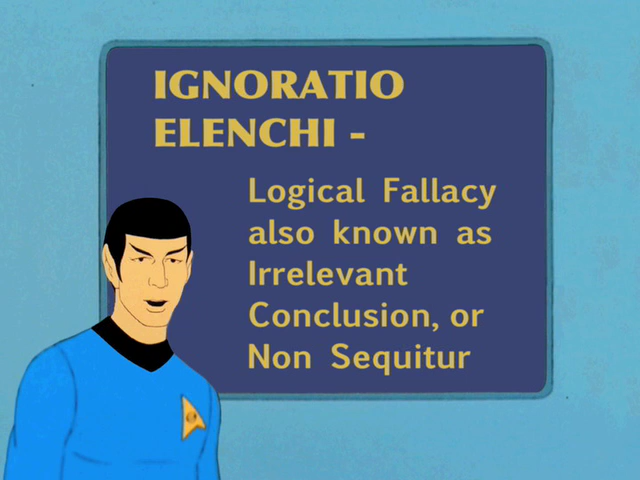 IGNORATIO
ELENCHI -
Logical Fallacy
also known as
Irrelevant
Conclusion, or
Non Sequitur